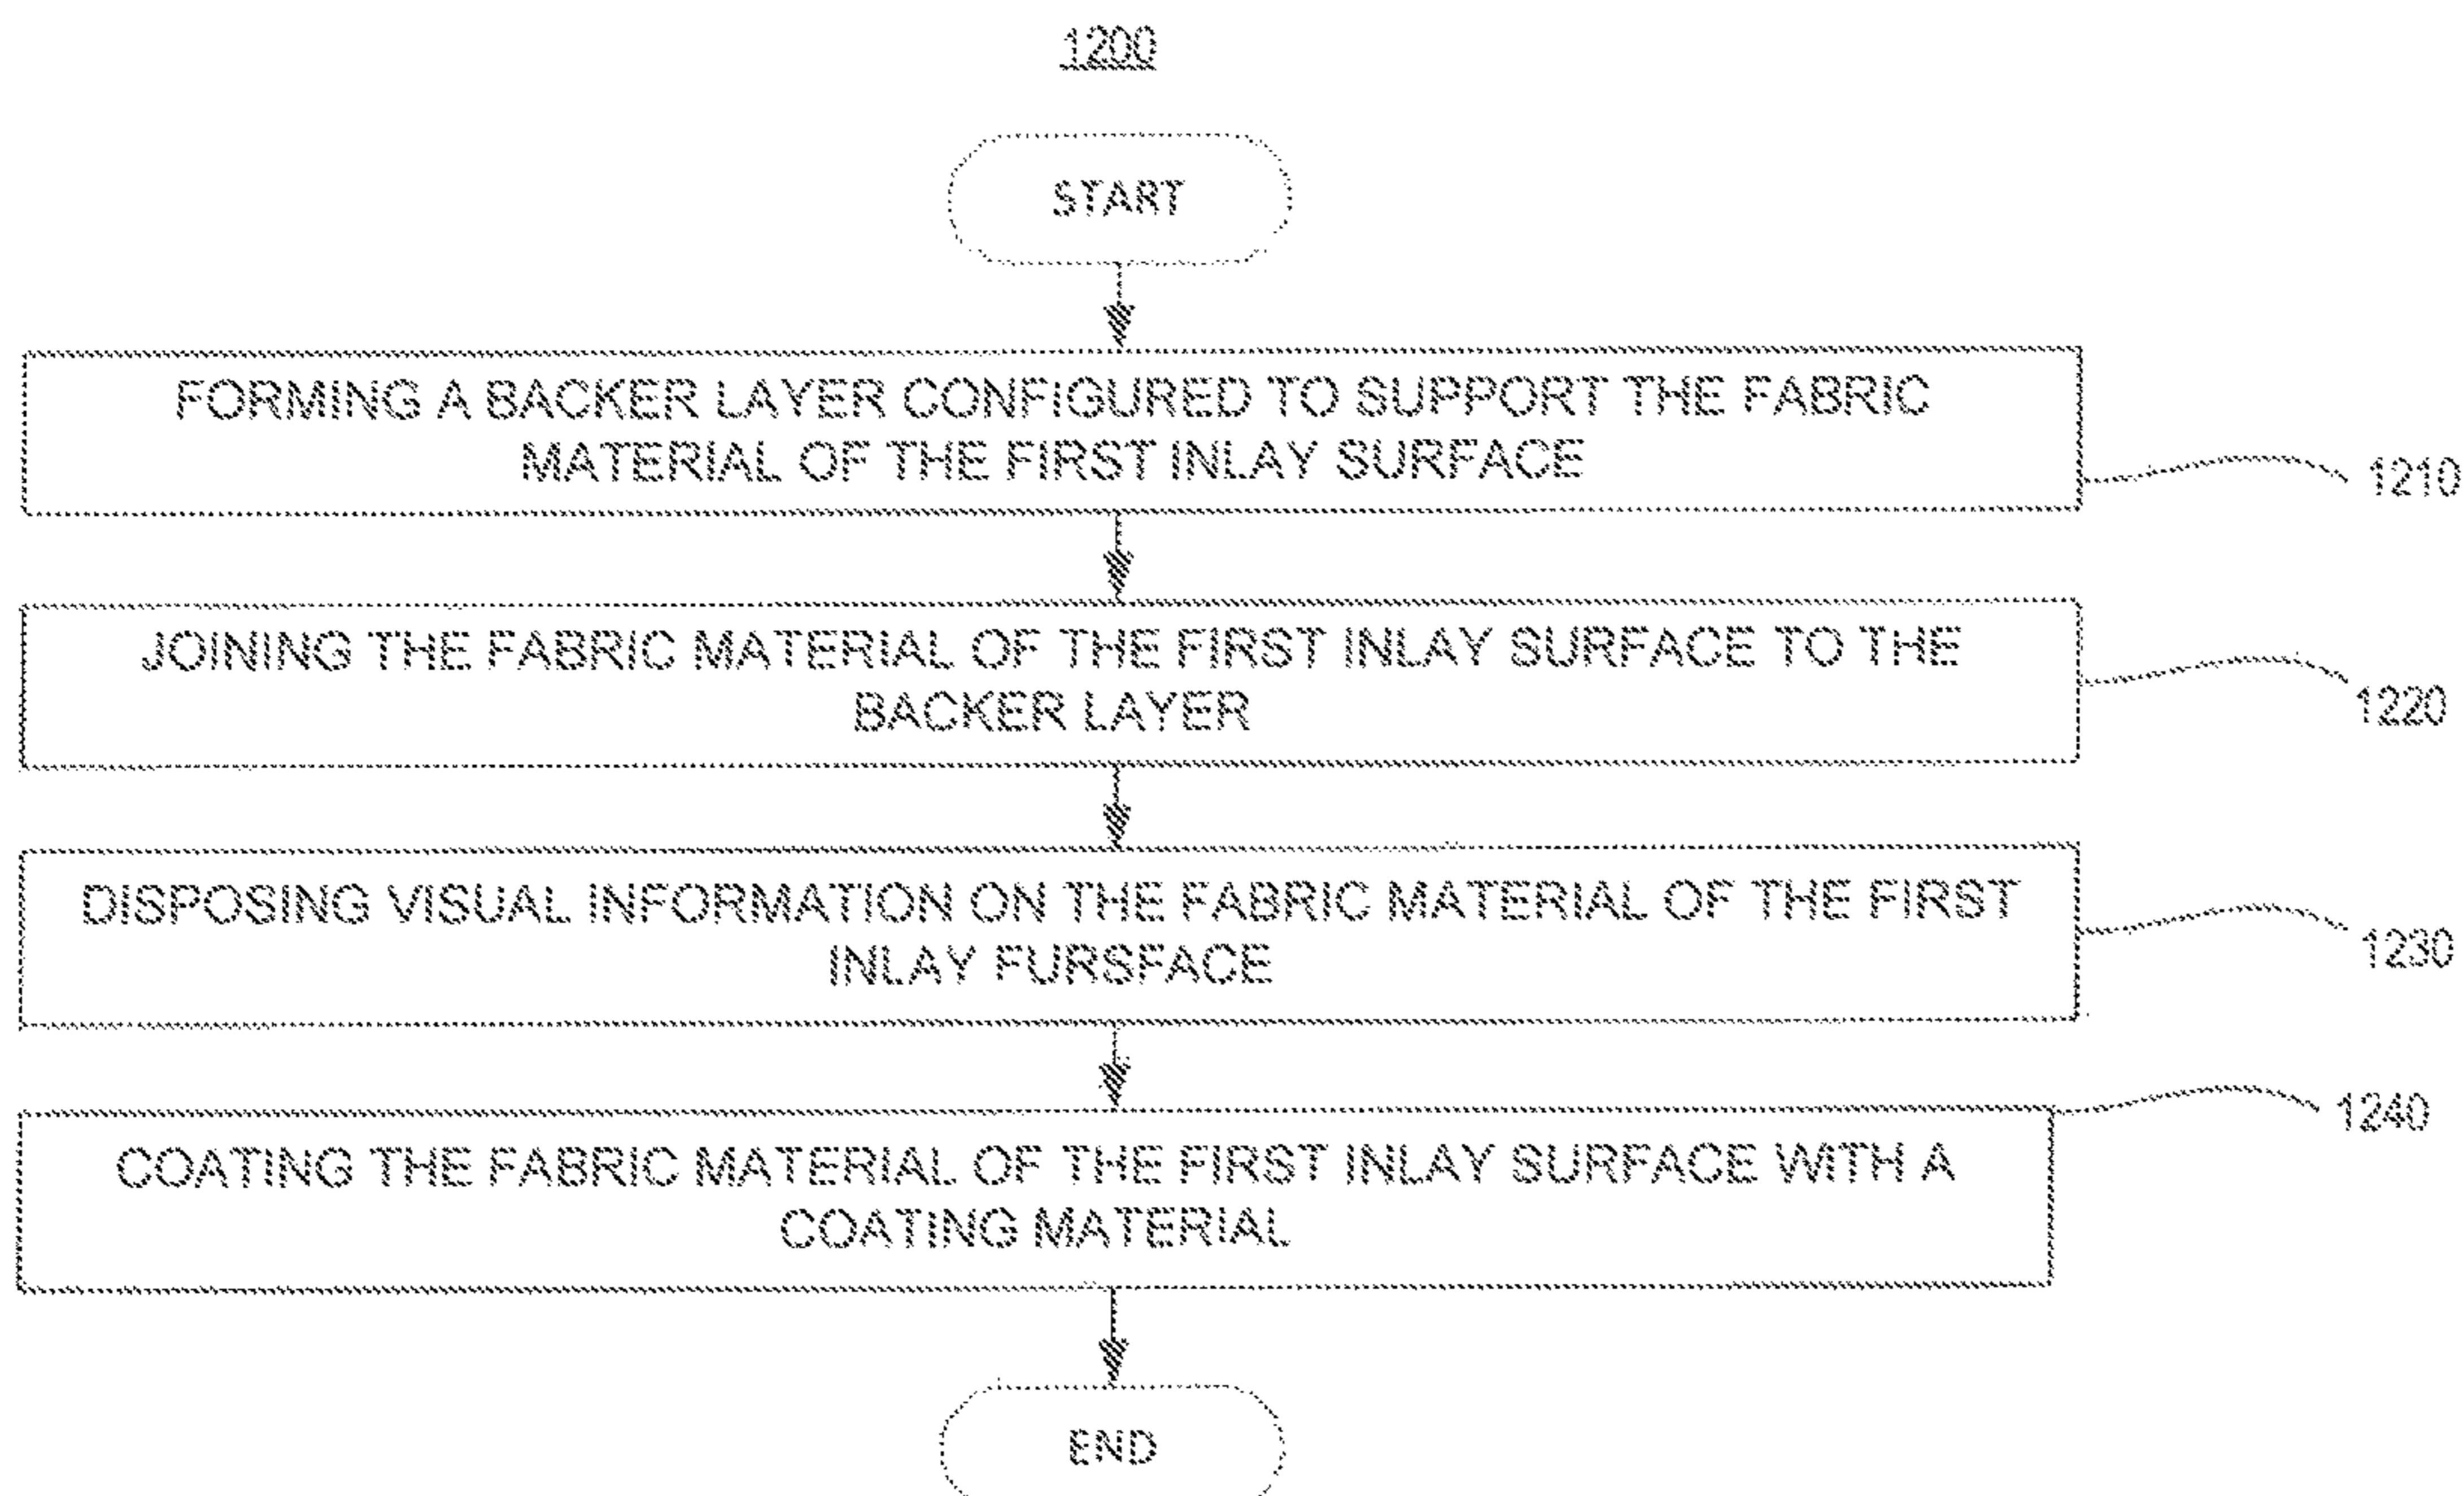 1200
START
FORMING A BACKER LAYER CONFIGURED TO SUPPORT THE FABRIC
MATERIAL OF THE FIRST INLAY SURFACE
1210
JOINING THE FABRIC MATERIAL OF THE FIRST INLAY SURFACE TO THE
BACKER LAYER
1220
DISPOSING VISUAL INFORMATION ON THE FABRIC MATERIAL OF THE FIRST
INLAY FURSFACE
1230
1240
COATING THE FABRIC MATERIAL OF THE FIRST INLAY SURFACE WITH A
COATING MATERIAL
END